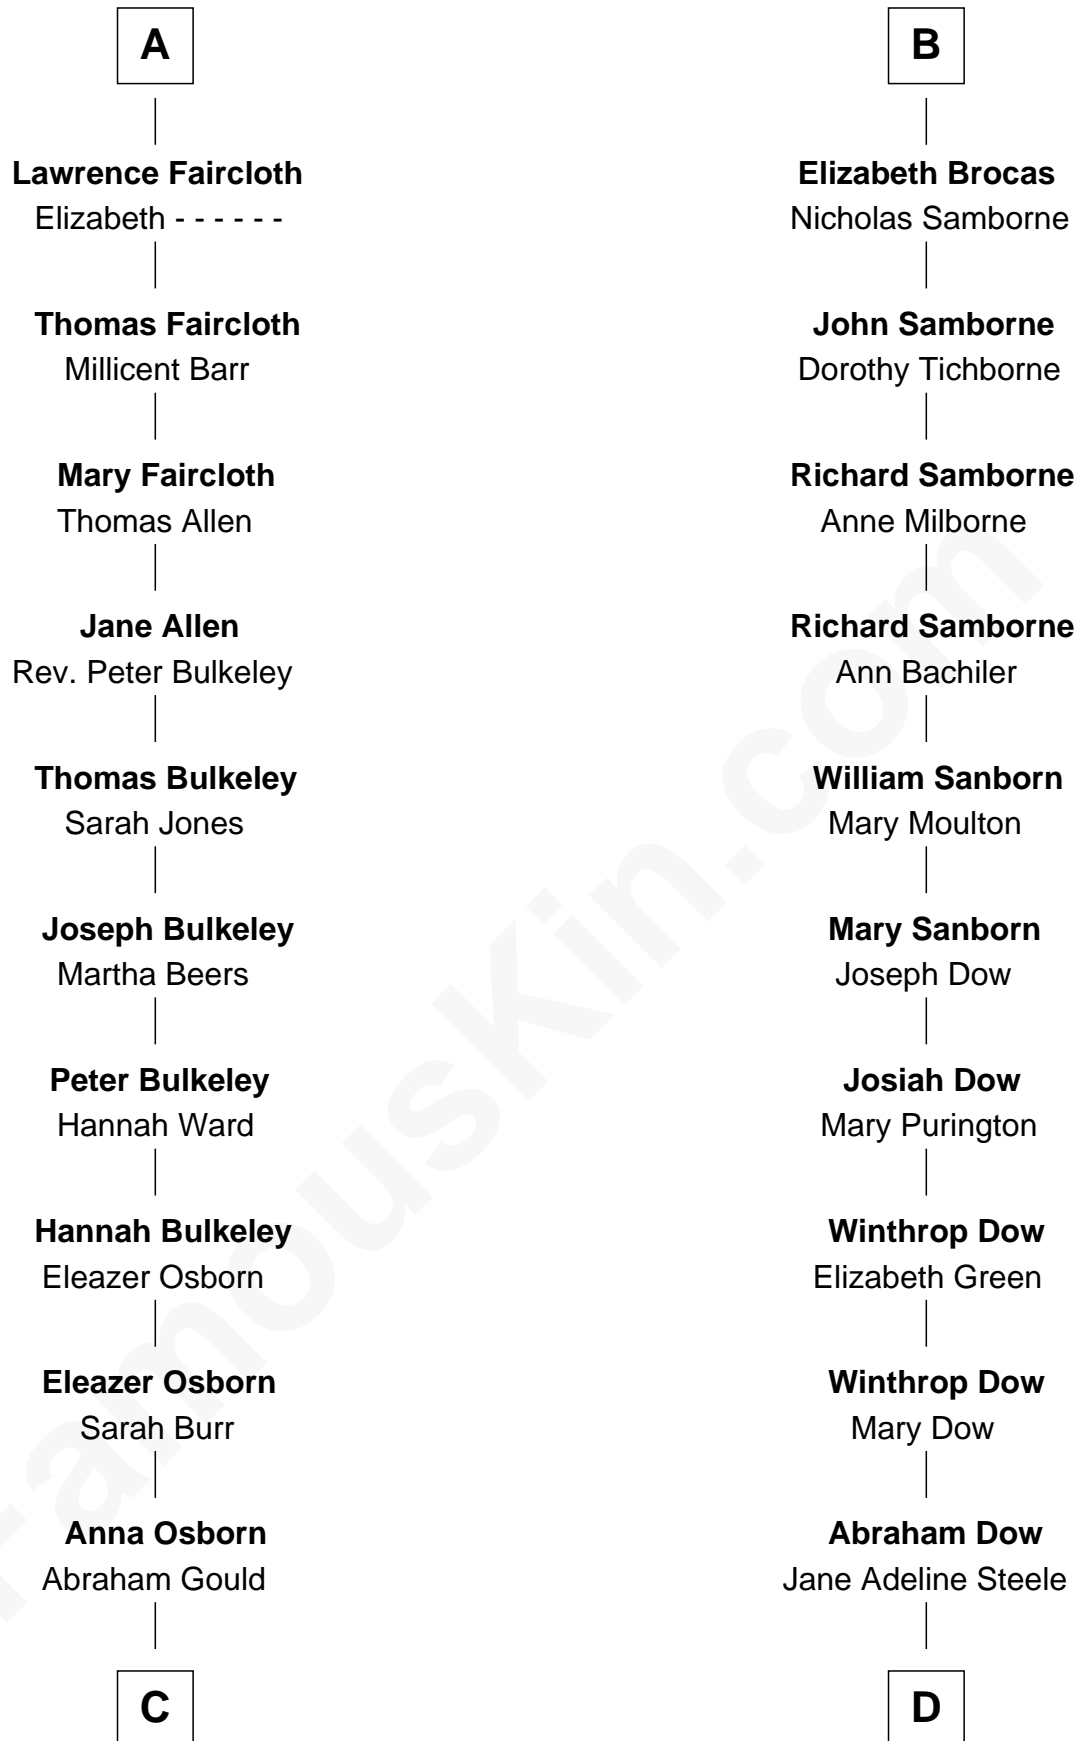 A
Lawrence Faircloth
Elizabeth - - - - - -
Thomas Faircloth
Millicent Barr
Mary Faircloth
Thomas Allen
Jane Allen
Rev. Peter Bulkeley
Thomas Bulkeley
Sarah Jones
Joseph Bulkeley
Martha Beers
Peter Bulkeley
Hannah Ward
Hannah Bulkeley
Eleazer Osborn
Eleazer Osborn
Sarah Burr
Anna Osborn
Abraham Gould
C
B
Elizabeth Brocas
Nicholas Samborne
John Samborne
Dorothy Tichborne
Richard Samborne
Anne Milborne
Richard Samborne
Ann Bachiler
William Sanborn
Mary Moulton
Mary Sanborn
Joseph Dow
Josiah Dow
Mary Purington
Winthrop Dow
Elizabeth Green
Winthrop Dow
Mary Dow
Abraham Dow
Jane Adeline Steele
D
FamousKin.com